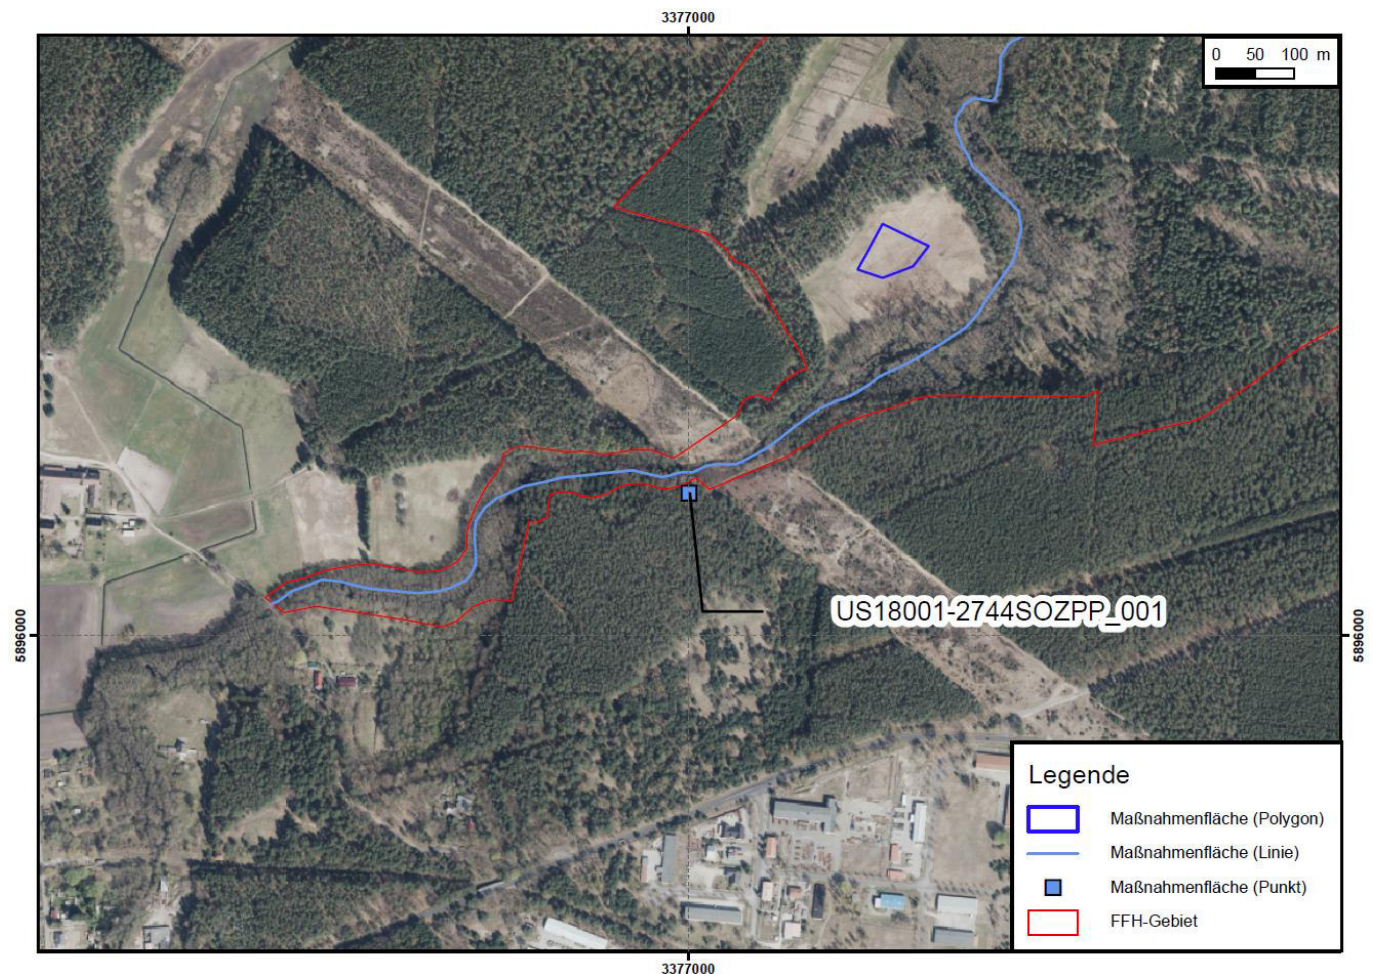 3377000
0 50 100 m
US18001-2744SOZPP_001
5896000
5896000
Legende
Maßnahmenfläche (Polygon)
Maßnahmenfläche (Linie)
Maßnahmenfläche (Punkt)
FFH-Gebiet
3377000